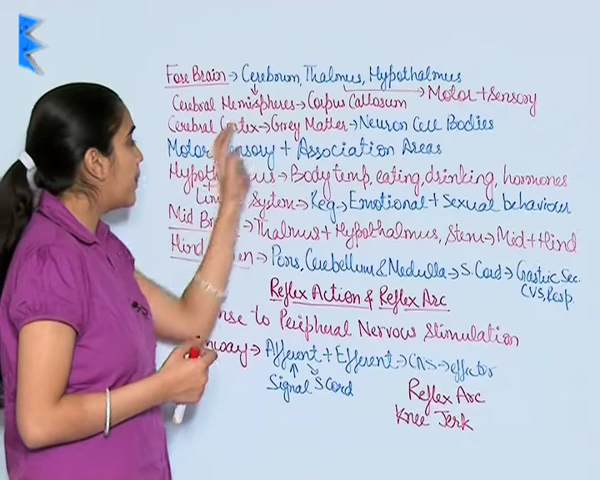 Fore Brain → Cerebrum, Thalmus, Hypothalmus
Cerebral Hemispheres → Corpus Callosum → Motor + Sensory
Cerebral Cortex → Grey Matter → Neuron Cell Bodies
Motor Sensory + Association Areas
→ Body temp, eating, drinking, hormones
System → Reg → Emotional + Sexual behaviour
Mid → Thalmus + Hypothalmus, Stem → Mid + Hind
Hind → Pons, Cerebellum & Medulla → S. Cord → Gastric Sec.
CVS, Resp.
Reflex Action & Reflex Arc
to Peripheral Nervous Stimulation
→ Afferent + Efferent → CNS → effector
Signal S Cord
Reflex Arc
Knee Jerk